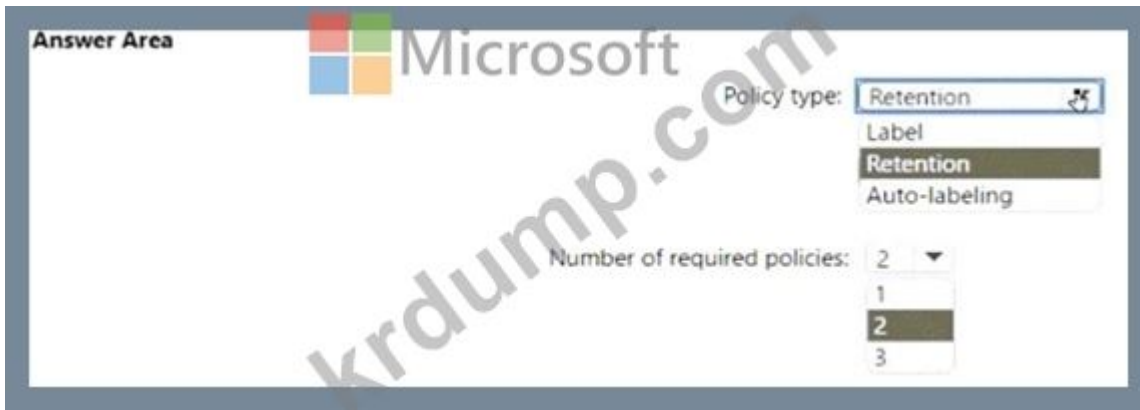 Answer Area
Microsoft
Policy type: Retention
Label
Retention
Auto-labeling
Number of required policies: 2
1
2
3
krdump.com